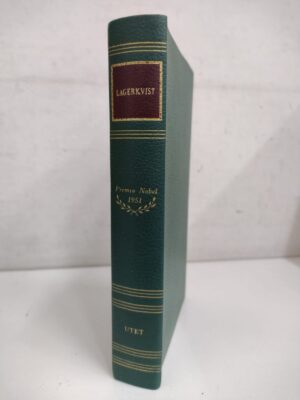 LAGERKVIST
Premio Nobel
1951
UTET